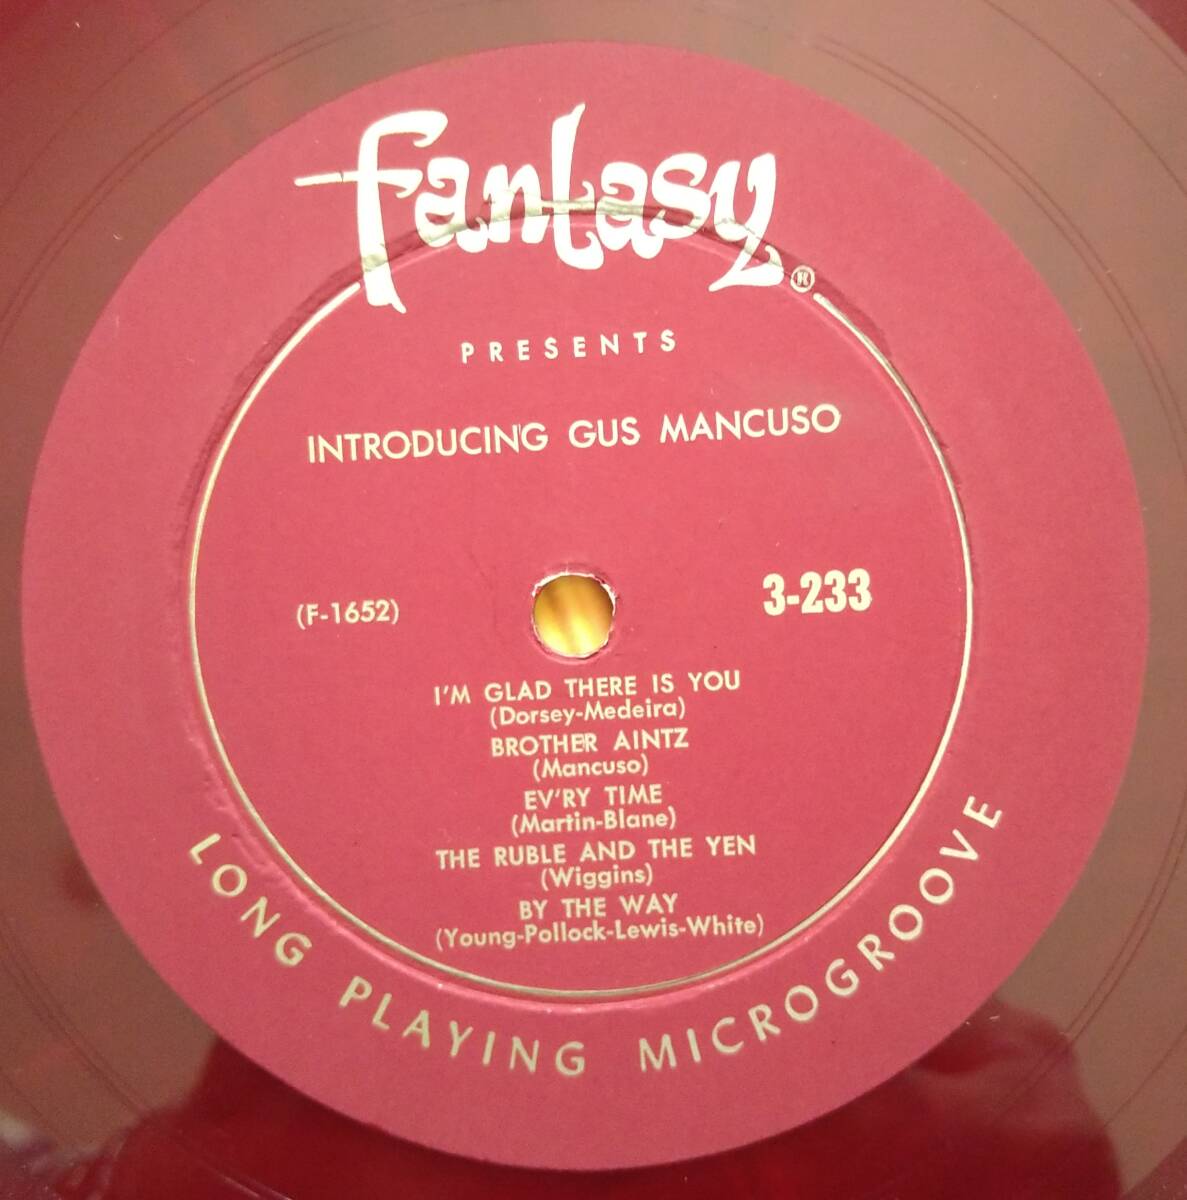 fantasy®
PRESENTS
INTRODUCING GUS MANCUSO
(F-1652)
3-233
I'M GLAD THERE IS YOU
(Dorsey-Medeira)
BROTHER AINTZ
(Mancuso)
EV'RY TIME
(Martin-Blane)
THE RUBLE AND THE YEN
(Wiggins)
BY THE WAY
(Young-Pollock-Lewis-White)
LONG PLAYING MICROGROOVE